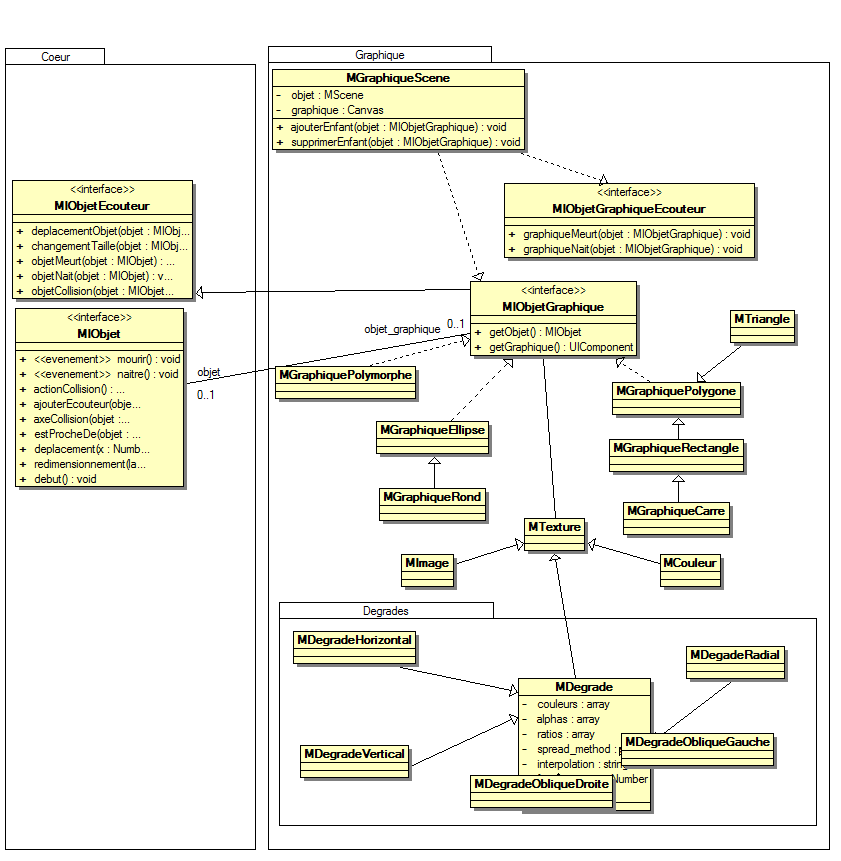 Coeur
Graphique
MGraphiqueScene
- objet : MScene
- graphique : Canvas
+ ajouterEnfant(objet : MIObjetGraphique) : void
+ supprimerEnfant(objet : MIObjetGraphique) : void
<<interface>>
MIObjetEcouteur
+ deplacementObjet(objet : MIObj...
+ changementTaille(objet : MIObj...
+ objetMeurt(objet : MIObjet) : ...
+ objetNait(objet : MIObjet) : v...
+ objetCollision(objet : MIObjet...
<<interface>>
MIObjetGraphiqueEcouteur
+ graphiqueMeurt(objet : MIObjetGraphique) : void
+ graphiqueNait(objet : MIObjetGraphique) : void
<<interface>>
MIObjetGraphique
+ getObjet() : MIObjet
+ getGraphique() : UIComponent
<<interface>>
MIObjet
+ <<evenement>> mourir() : void
+ <<evenement>> naitre() : void
+ actionCollision() : ...
+ ajouterEcouteur(obje...
+ axeCollision(objet :...
+ estProcheDe(objet : ...
+ deplacement(x : Numb...
+ redimensionnement(la...
+ debut() : void
objet_graphique
0..1
objet
0..1
MTriangle
MGraphiquePolymorphe
MGraphiquePolygone
MGraphiqueEllipse
MGraphiqueRectangle
MGraphiqueRond
MGraphiqueCarre
MTexture
MImage
MCouleur
Degrades
MDegradeHorizontal
MDegadeRadial
MDegrade
- couleurs : array
- alphas : array
- ratios : array
- spread_method :
- interpolation : string
Number
MDegradeVertical
MDegradeObliqueGauche
MDegradeObliqueDroite